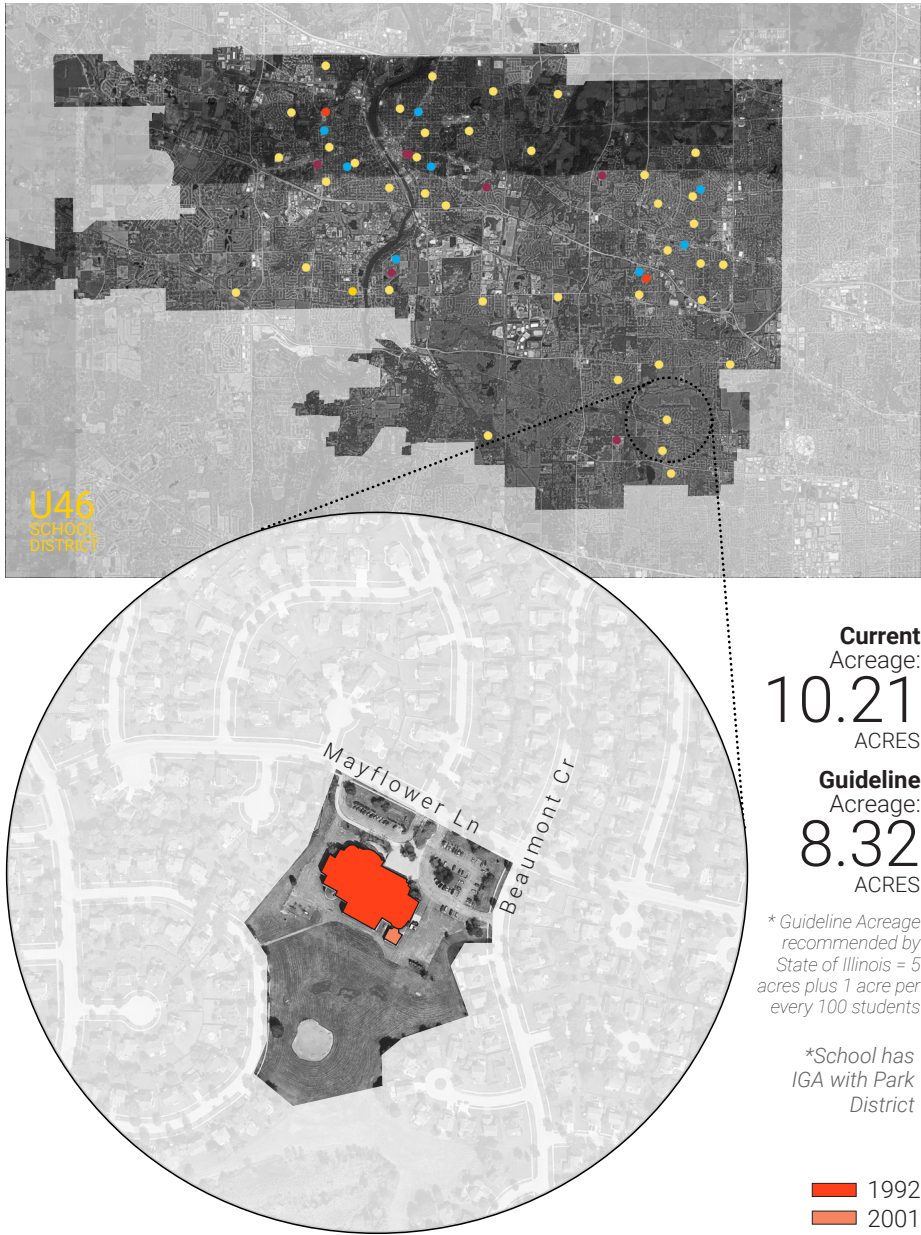 U46
SCHOOL
DISTRICT
Mayflower Ln
Beaumont Cr
Current
Acreage:
10.21
ACRES
Guideline
Acreage:
8.32
ACRES
* Guideline Acreage
recommended by
State of Illinois = 5
acres plus 1 acre per
every 100 students
*School has
IGA with Park
District
1992
2001